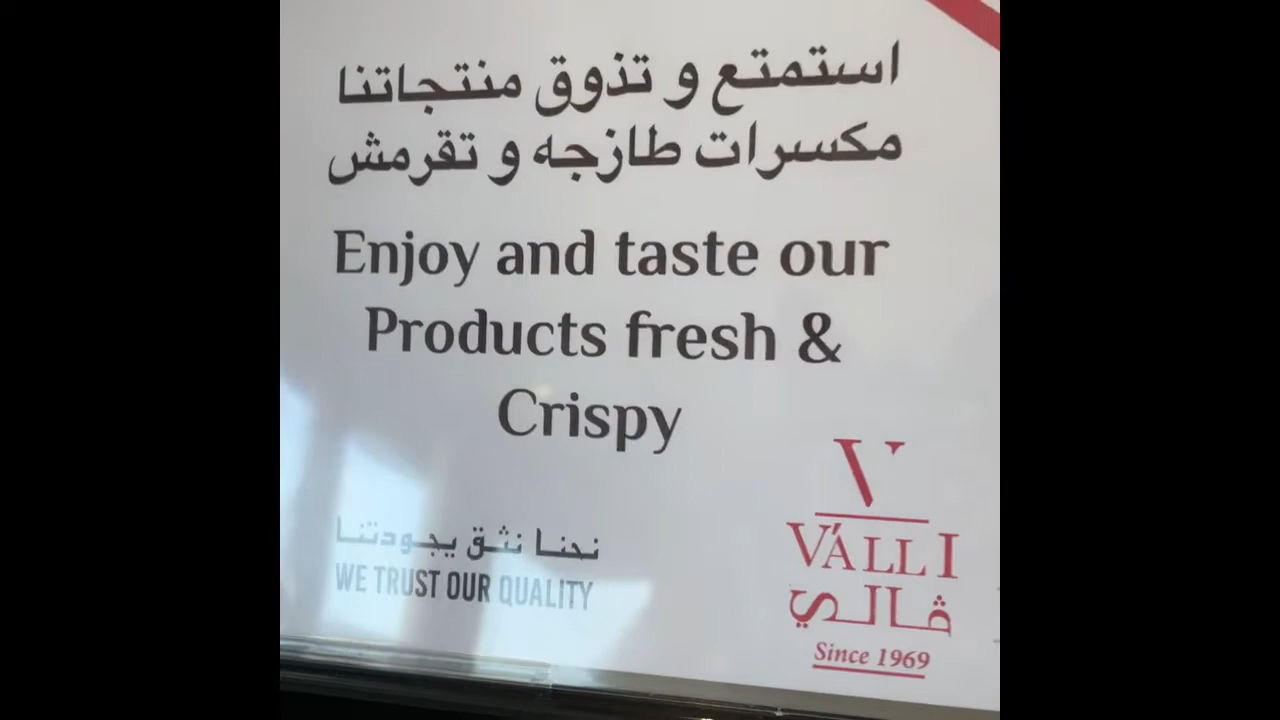 استمتع و تذوق منتجاتنا
مكسرات طازجه و تقرمش
Enjoy and taste our
Products fresh &
Crispy
نحنا نثق بجودتنا
WE TRUST OUR QUALITY
V
V'ALLI
ڤالي
Since 1969